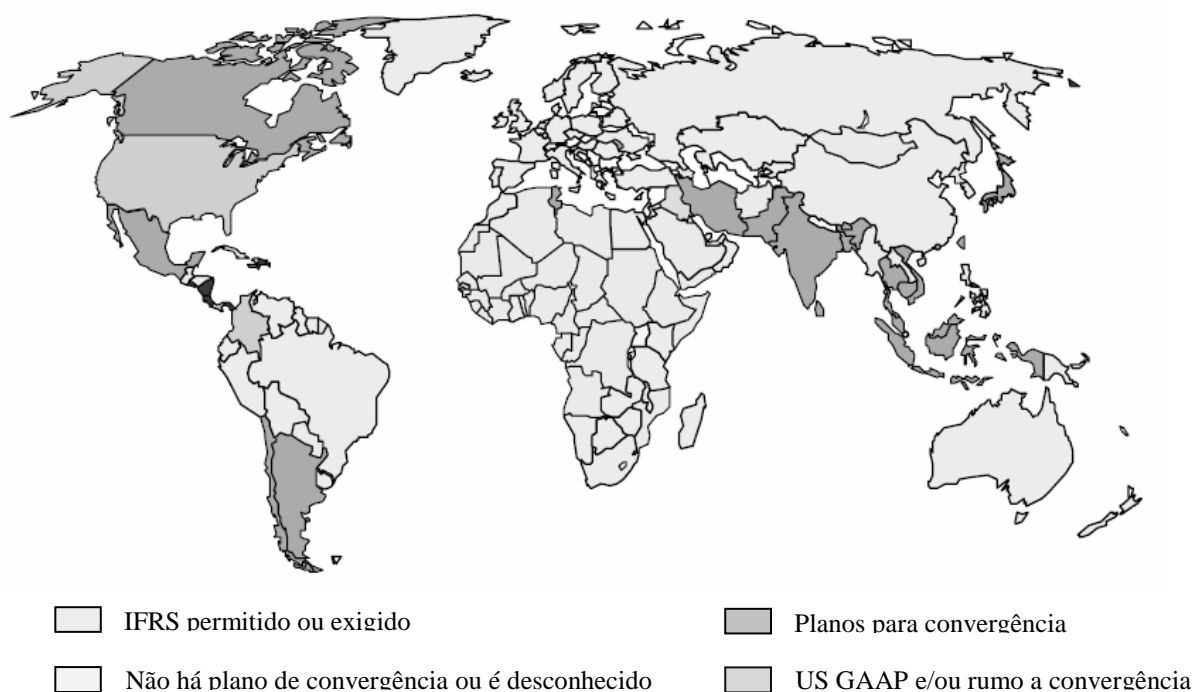 IFRS permitido ou exigido
Planos para convergência
Não há plano de convergência ou é desconhecido
US GAAP e/ou rumo a convergência